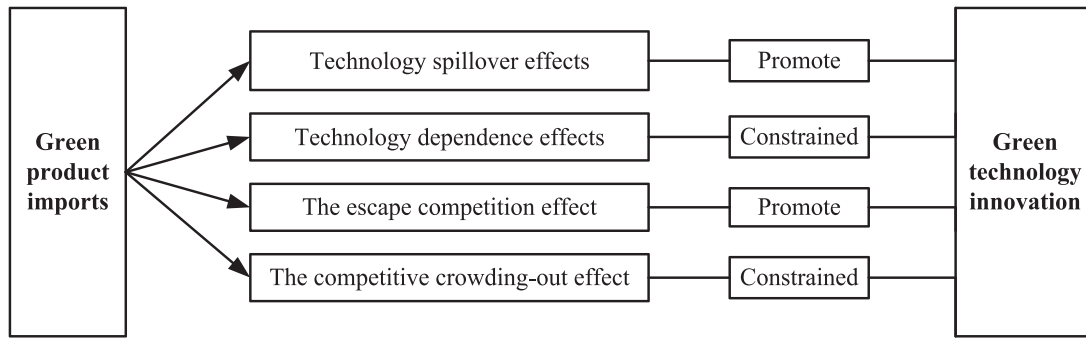 Green
product
imports
Technology spillover effects
Promote
Technology dependence effects
Constrained
The escape competition effect
Promote
The competitive crowding-out effect
Constrained
Green
technology
innovation